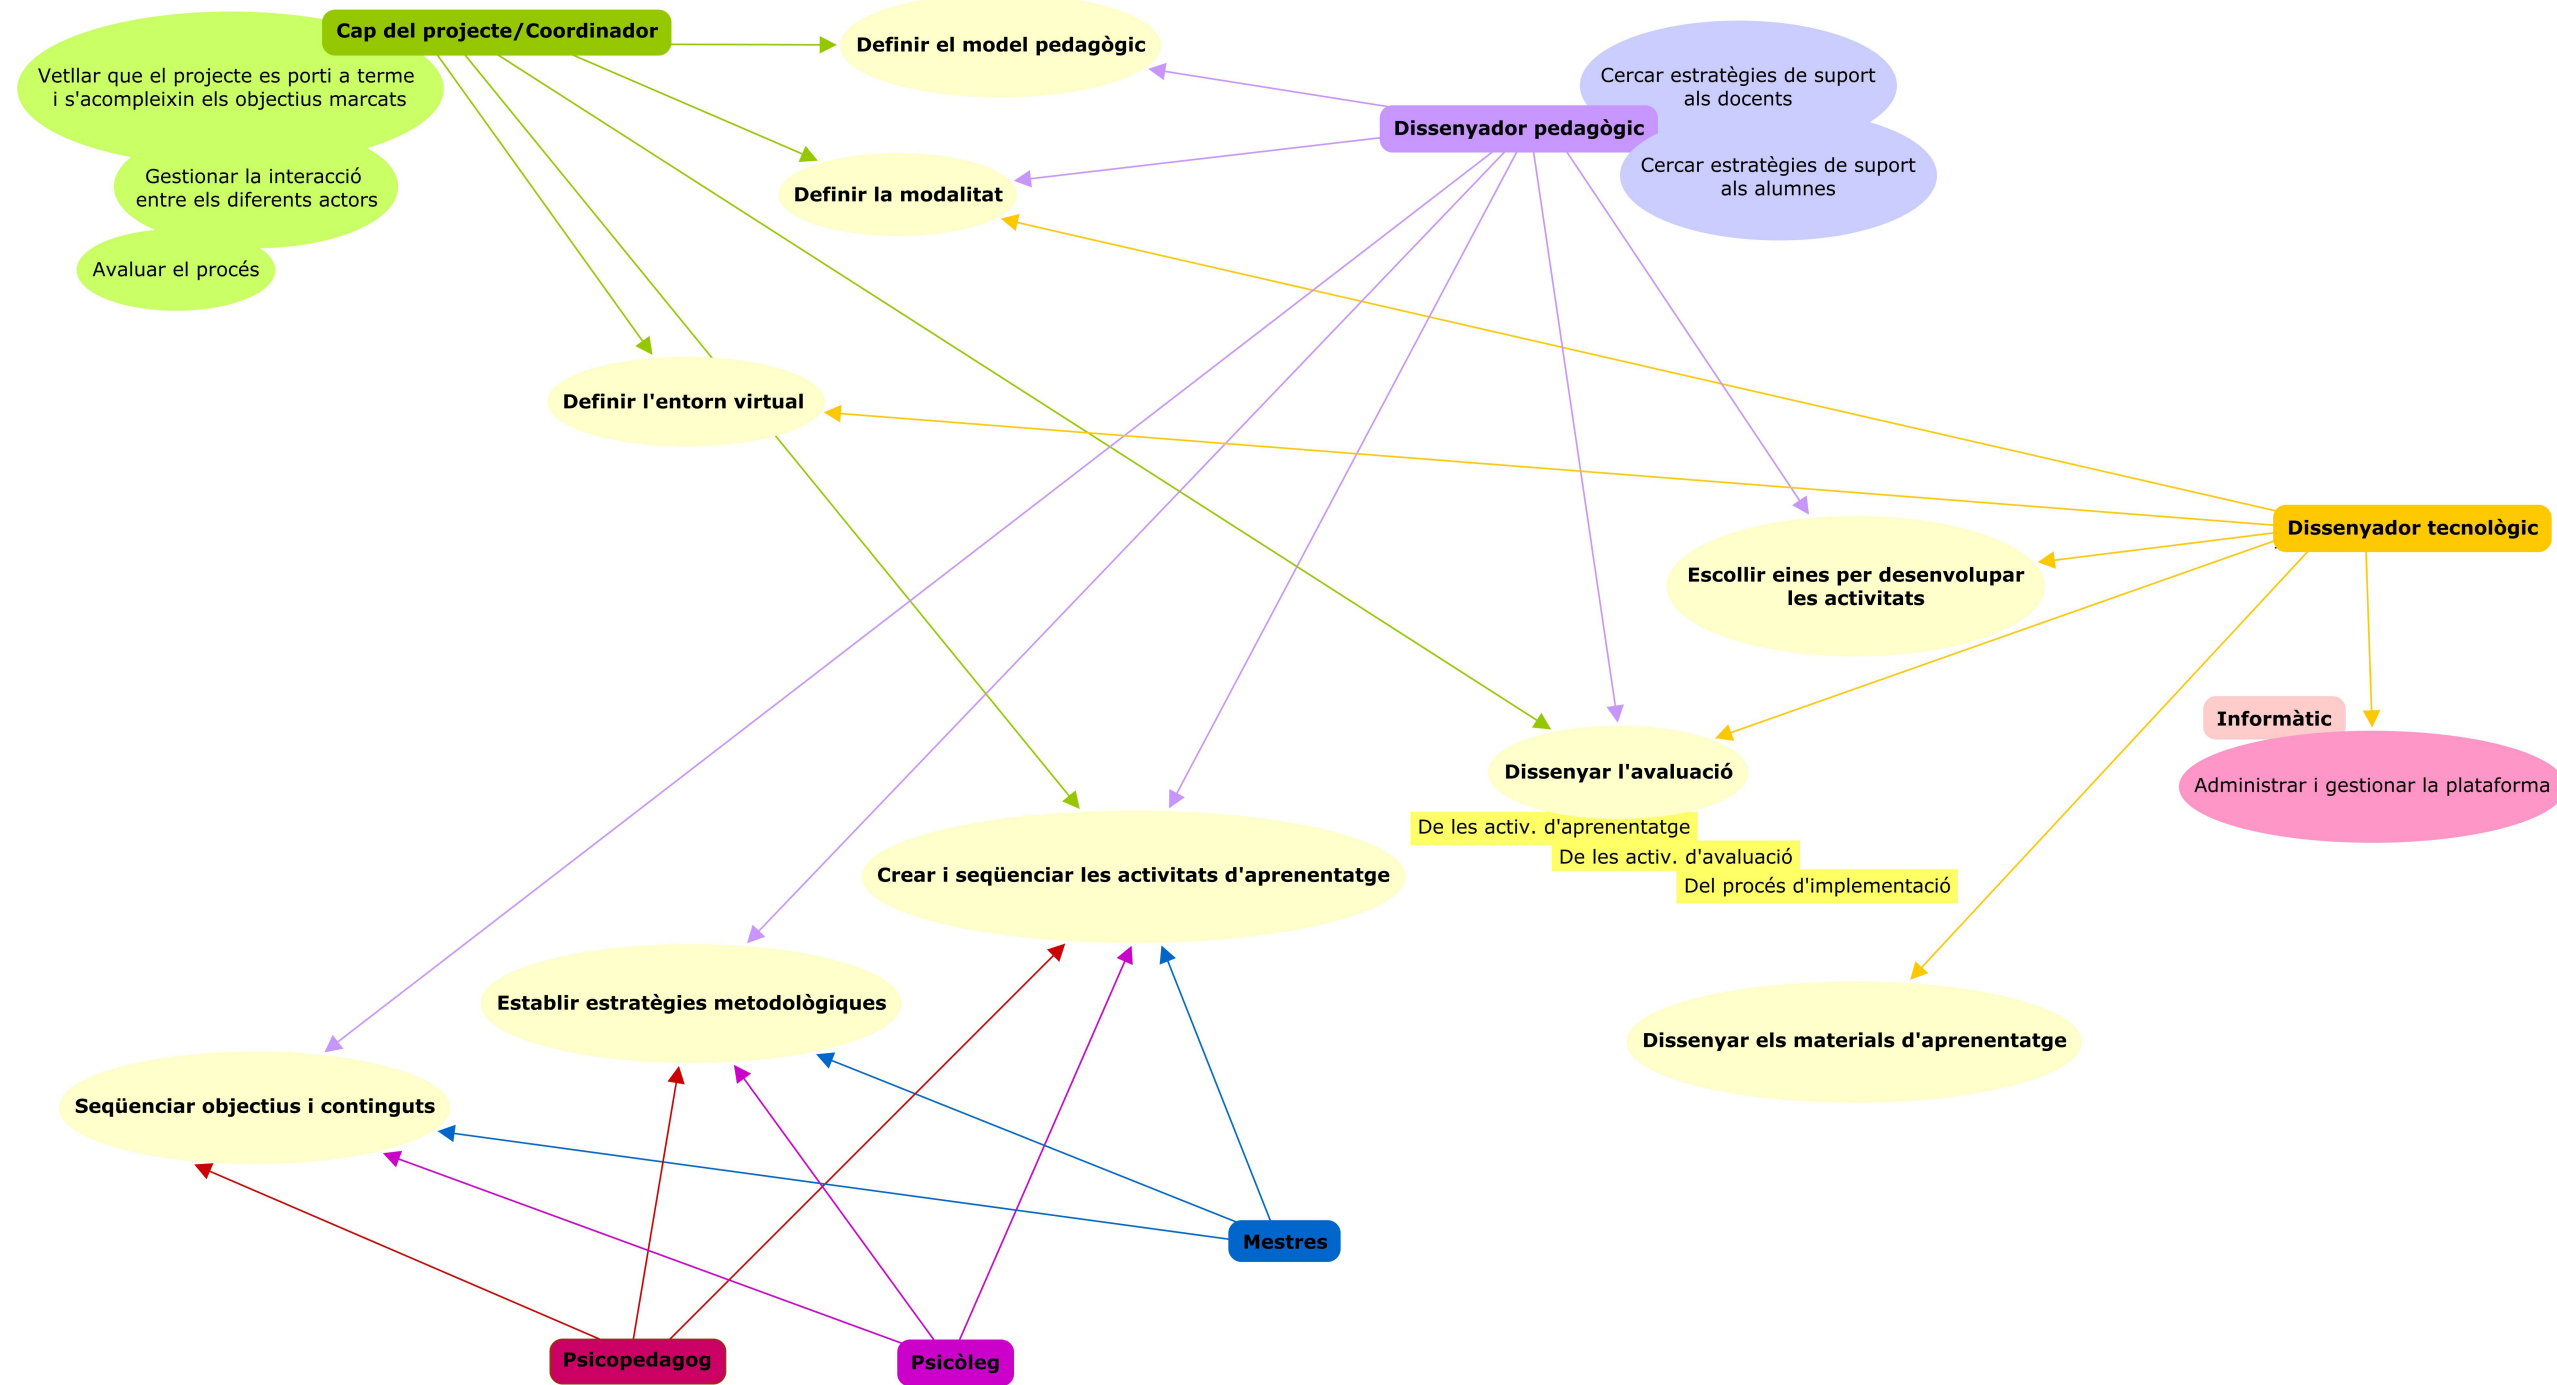 Cap del projecte/Coordinador
Definir el model pedagògic
Vetllar que el projecte es porti a terme
i s'acompleixin els objectius marcats
Cercar estratègies de suport
als docents
Dissenyador pedagògic
Gestionar la interacció
entre els diferents actors
Definir la modalitat
Cercar estratègies de suport
als alumnes
Avaluar el procés
Definir l'entorn virtual
Dissenyador tecnològic
Escollir eines per desenvolupar
les activitats
Informàtic
Administrar i gestionar la plataforma
Dissenyar l'avaluació
De les activ. d'aprenentatge
De les activ. d'avaluació
Del procés d'implementació
Crear i seqüenciar les activitats d'aprenentatge
Establir estratègies metodològiques
Dissenyar els materials d'aprenentatge
Seqüenciar objectius i continguts
Mestres
Psicopedagog
Psicòleg